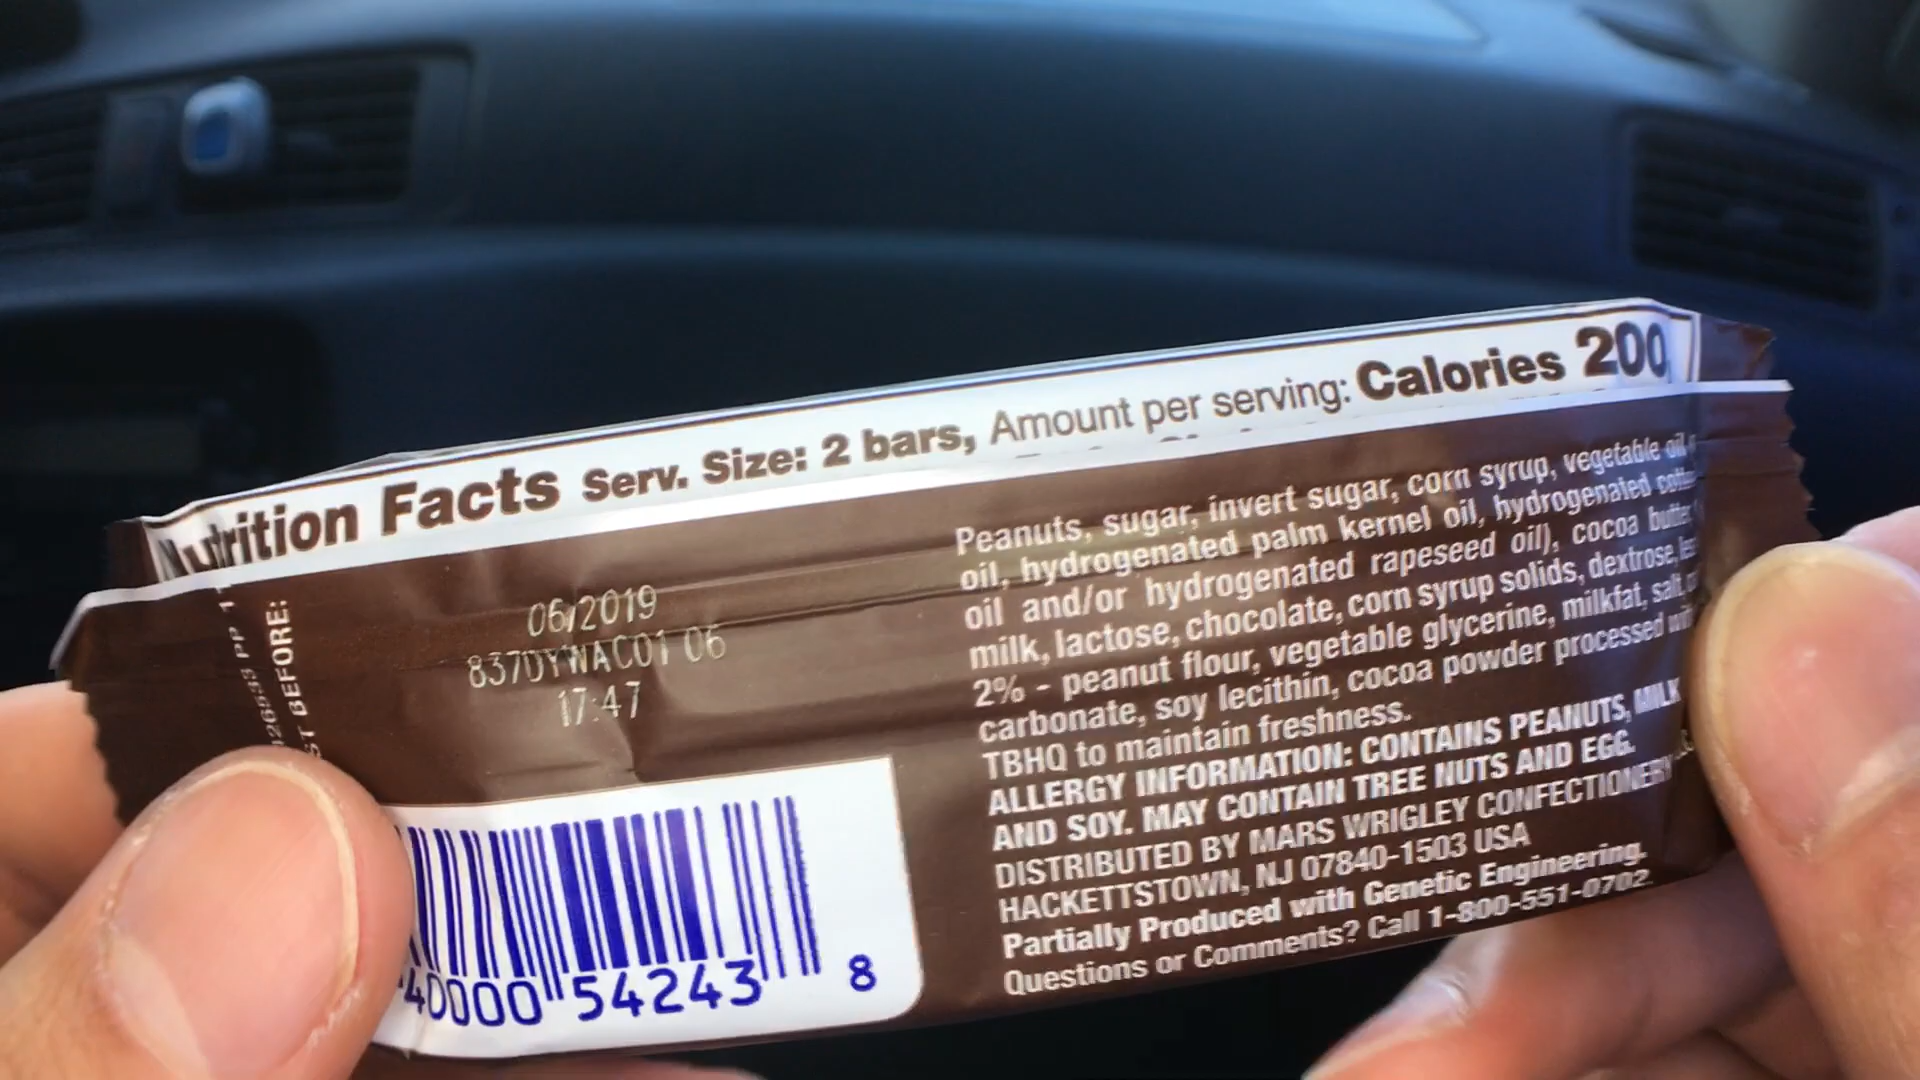 Nutrition Facts Serv. Size: 2 bars, Amount per serving: Calories 200
06/2019
837DYWAC01 06
17:47
ST BEFORE:
40000 54243 8
Peanuts, sugar, invert sugar, corn syrup, vegetable oil
oil, hydrogenated palm kernel oil, hydrogenated
oil and/or hydrogenated rapeseed oil), cocoa butter,
milk, lactose, chocolate, corn syrup solids, dextrose,
2% - peanut flour, vegetable glycerine, milkfat, salt,
carbonate, soy lecithin, cocoa powder processed
TBHQ to maintain freshness.
ALLERGY INFORMATION: CONTAINS PEANUTS, MILK
AND SOY. MAY CONTAIN TREE NUTS AND EGG.
DISTRIBUTED BY MARS WRIGLEY CONFECTIONERY
HACKETTSTOWN, NJ 07840-1503 USA
Partially Produced with Genetic Engineering.
Questions or Comments? Call 1-800-551-0702.